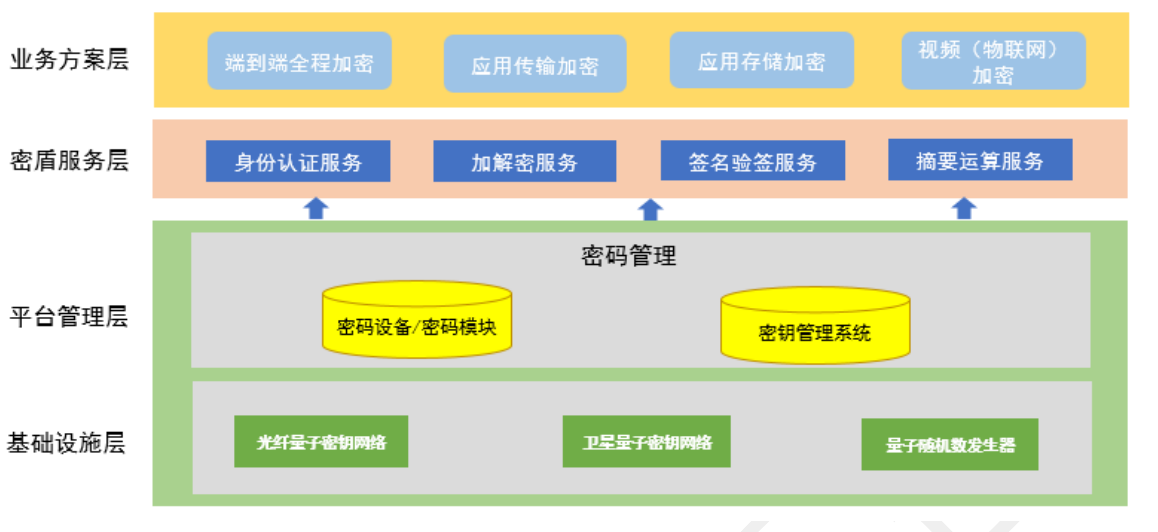 业务方案层
端到端全程加密
应用传输加密
应用存储加密
视频（物联网）
加密
密盾服务层
身份认证服务
加解密服务
签名验签服务
摘要运算服务
平台管理层
密码管理
密码设备/密码模块
密钥管理系统
基础设施层
光纤量子密钥网络
卫星量子密钥网络
量子随机数发生器